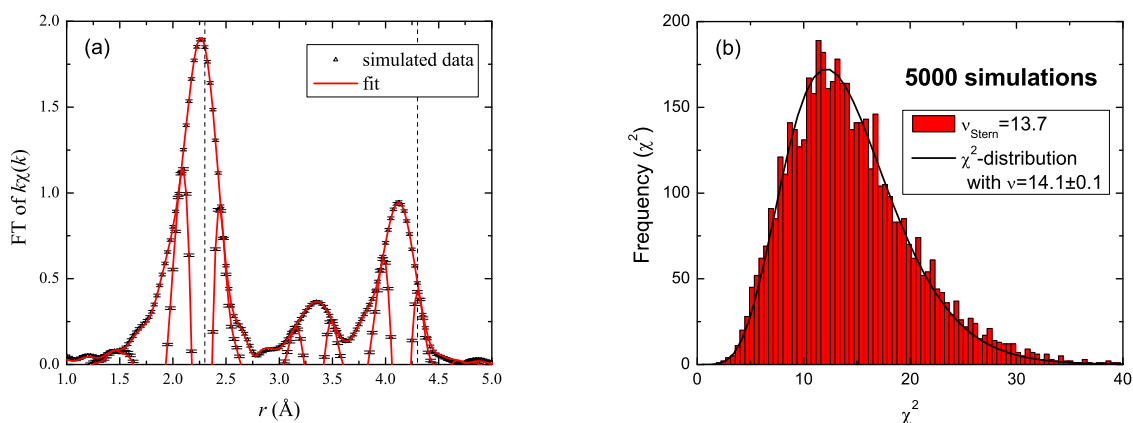 (a)
simulated data
fit
2.0
1.5
1.0
0.5
0.0
FT of kχ(k)
1.0 1.5 2.0 2.5 3.0 3.5 4.0 4.5 5.0
r (Å)
(b)
5000 simulations
ν_Stern=13.7
χ²-distribution
with ν=14.1±0.1
200
150
100
50
0
Frequency (χ²)
0 10 20 30 40
χ²